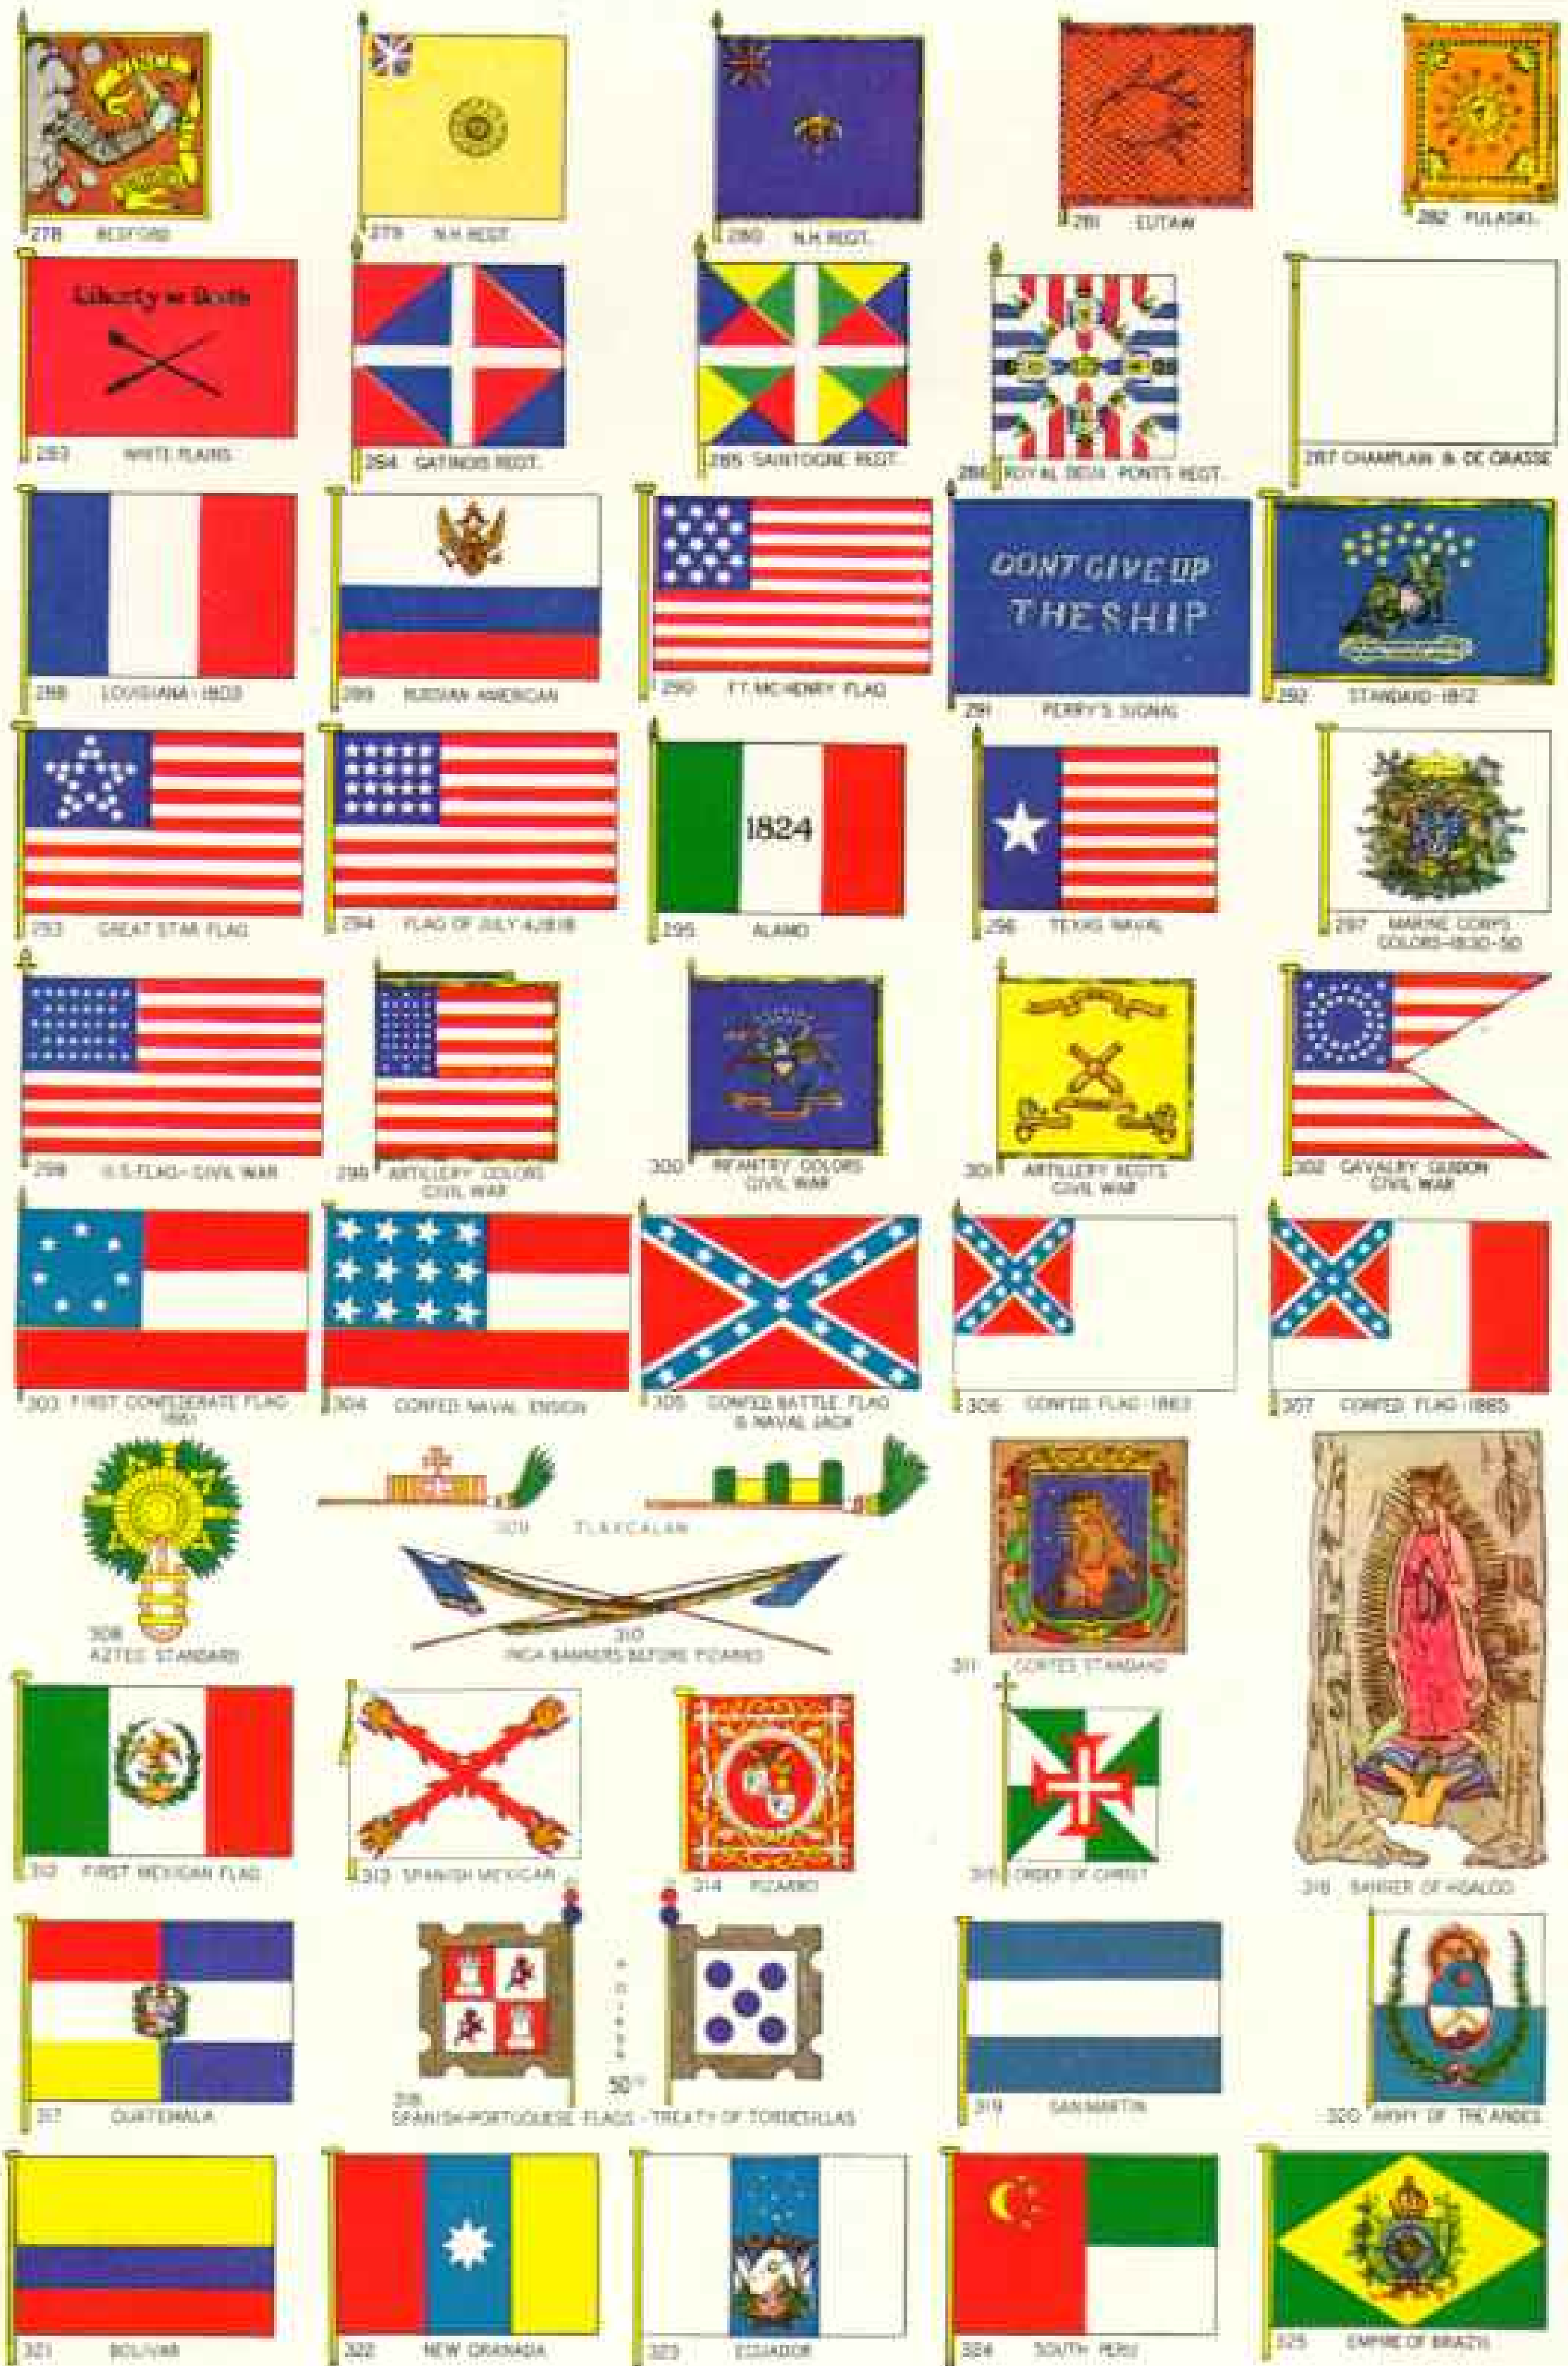 278 BEDFORD
279 N.H. REGT.
280 N.H. REGT.
281 EUTAW
282 PULASKI
Liberty or Death
283 WHITE PLAINS
284 GATINOIS REGT.
285 SAINTOGNE REGT.
286 ROYAL DEUX PONTS REGT.
287 CHAMPLAIN & DE GRASSE
288 LOUISIANA-1803
289 RUSSIAN AMERICAN
290 FT. MCHENRY FLAG
DONT GIVE UP
THE SHIP
291 PERRY'S SIGNAL
292 STANDARD-1812
293 GREAT STAR FLAG
294 FLAG OF JULY 4,1818
1824
295 ALAMO
296 TEXAS NAVAL
297 MARINE CORPS
COLORS-1830-50
298 U.S. FLAG-CIVIL WAR
299 ARTILLERY COLORS
CIVIL WAR
300 INFANTRY COLORS
CIVIL WAR
301 ARTILLERY REGTS
CIVIL WAR
302 CAVALRY GUIDON
CIVIL WAR
303 FIRST CONFEDERATE FLAG
1861
304 CONFED. NAVAL ENSIGN
305 CONFED. BATTLE FLAG
& NAVAL JACK
306 CONFED. FLAG-1863
307 CONFED. FLAG-1865
308
AZTEC STANDARD
309 TLAXCALAN
310
INCA BANNERS BEFORE PIZARRO
311 CORTES STANDARD
312 FIRST MEXICAN FLAG
313 SPANISH MEXICAN
314 PIZARRO
315 ORDER OF CHRIST
316 BANNER OF HIDALGO
317 GUATEMALA
50°
318
SPANISH-PORTUGUESE FLAGS - TREATY OF TORDESILLAS
319 SAN MARTIN
320 ARMY OF THE ANDES
321 BOLIVAR
322 NEW GRANADA
323 ECUADOR
324 SOUTH PERU
325 EMPIRE OF BRAZIL